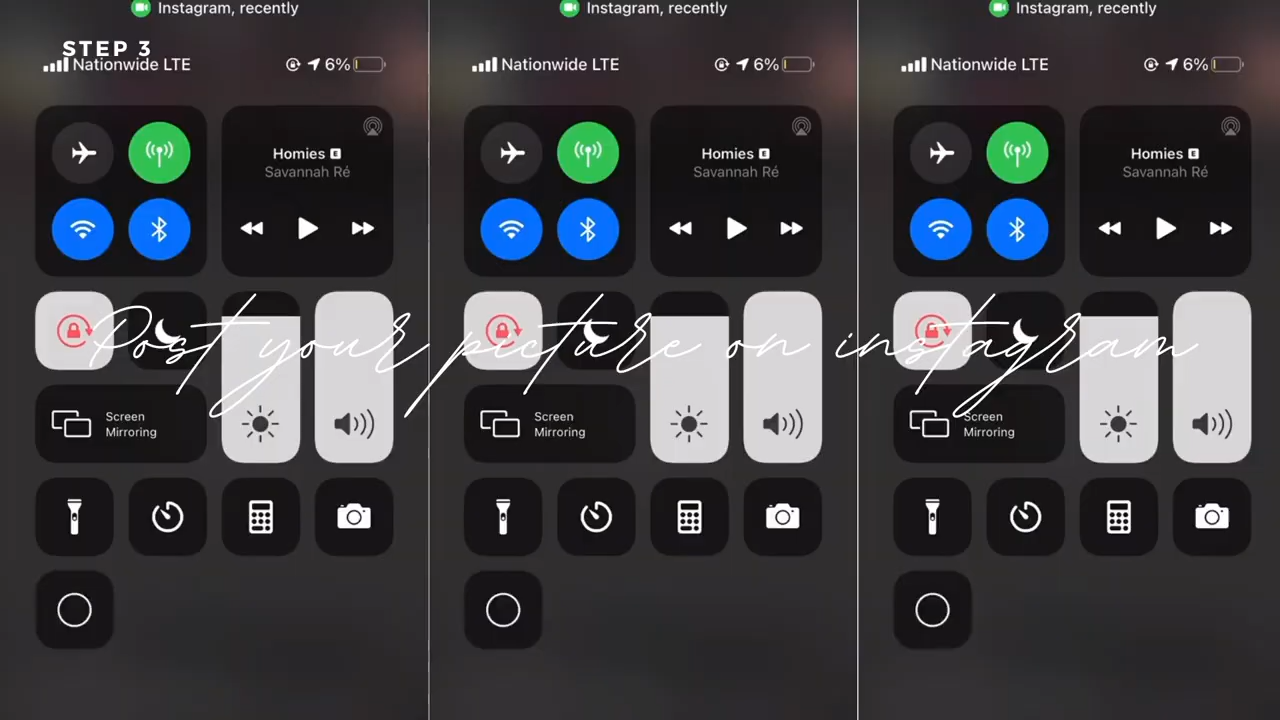 Instagram, recently
Instagram, recently
Instagram, recently
STEP 3
Nationwide LTE 6%
Nationwide LTE 6%
Nationwide LTE 6%
Homies E
Savannah Ré
Homies E
Savannah Ré
Homies E
Savannah Ré
Post your picture on instagram
Screen
Mirroring
Screen
Mirroring
Screen
Mirroring